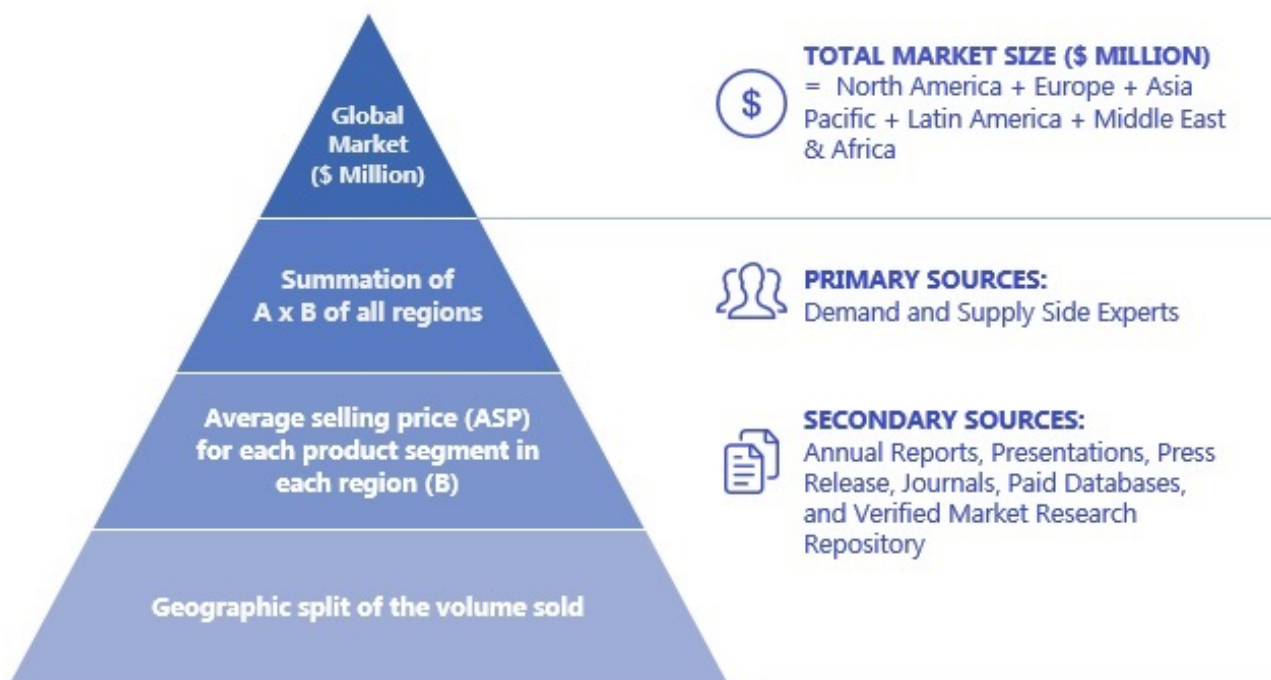 Global
Market
($ Million)
Summation of
A x B of all regions
Average selling price (ASP)
for each product segment in
each region (B)
Geographic split of the volume sold
$
TOTAL MARKET SIZE ($ MILLION)
= North America + Europe + Asia
Pacific + Latin America + Middle East
& Africa
PRIMARY SOURCES:
Demand and Supply Side Experts
SECONDARY SOURCES:
Annual Reports, Presentations, Press
Release, Journals, Paid Databases,
and Verified Market Research
Repository